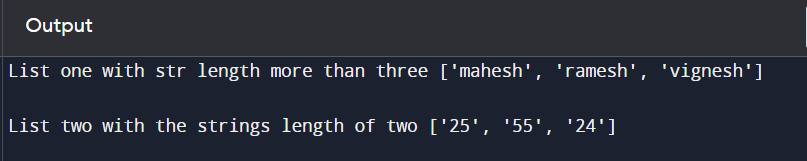 Output
List one with str length more than three ['mahesh', 'ramesh', 'vignesh']
List two with the strings length of two ['25', '55', '24']